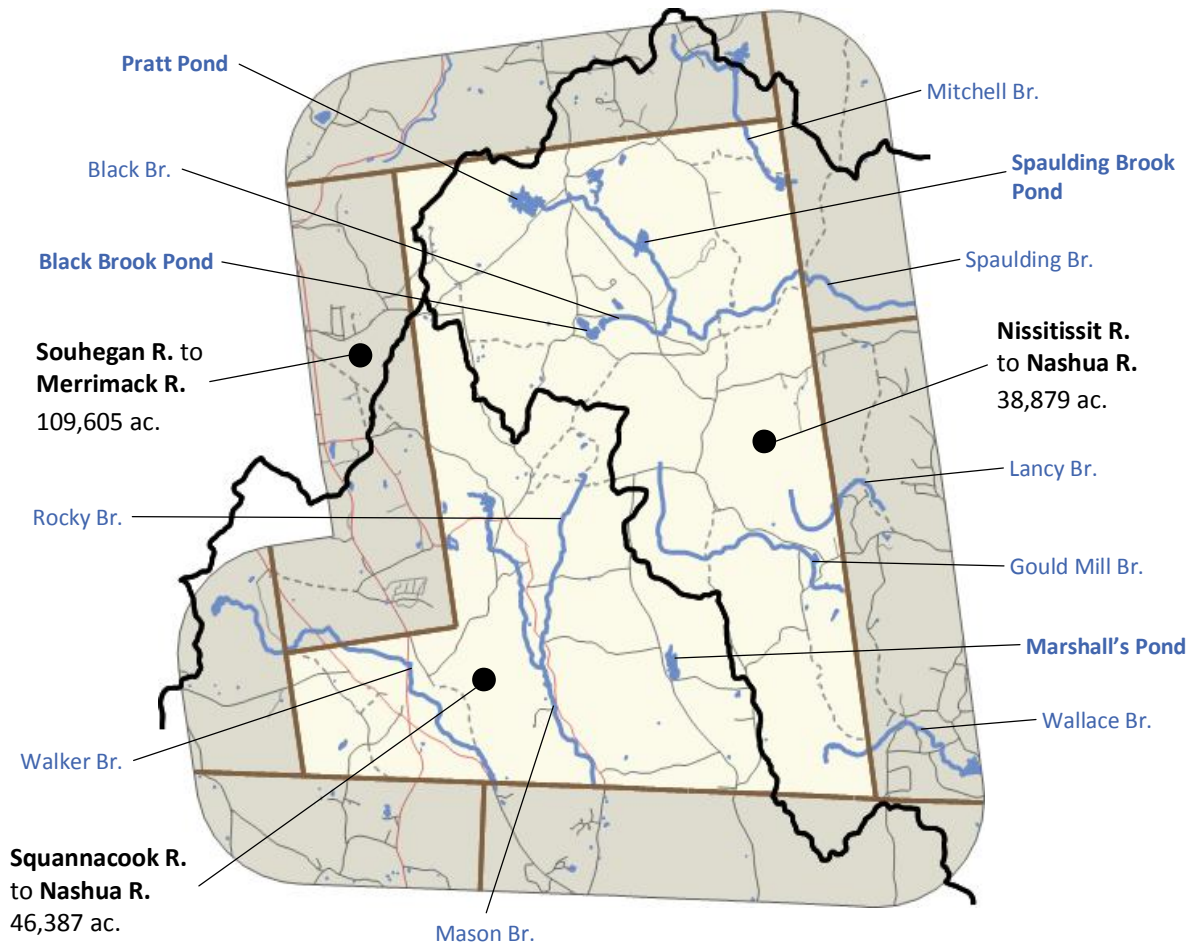 Pratt Pond
Mitchell Br.
Black Br.
Spaulding Brook
Pond
Black Brook Pond
Spaulding Br.
Souhegan R. to
Merrimack R.
109,605 ac.
Nissitissit R.
to Nashua R.
38,879 ac.
Lancy Br.
Rocky Br.
Gould Mill Br.
Marshall's Pond
Wallace Br.
Walker Br.
Squannacook R.
to Nashua R.
46,387 ac.
Mason Br.